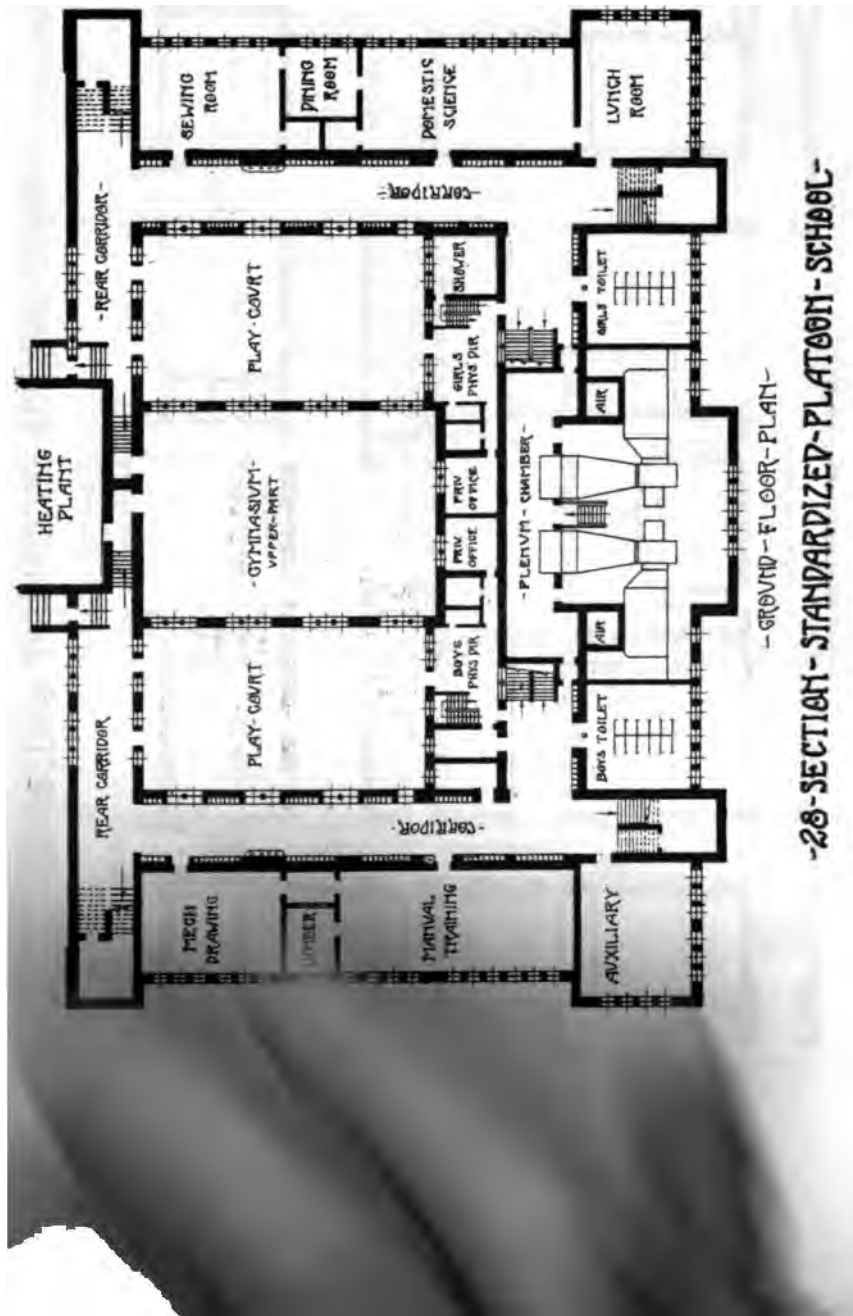 HEATING
PLANT
REAR CORRIDOR
-REAR CORRIDOR-
MECH
DRAWING
LUMBER
MANUAL
TRAINING
AUXILIARY
-CORRIDOR-
PLAY-COURT
-GYMNASIUM-
UPPER-PART
PLAY-COURT
-CORRIDOR-
SEWING
ROOM
DINING
ROOM
DOMESTIC
SCIENCE
LUNCH
ROOM
BOYS
PHYS DIR
PRIV
OFFICE
PRIV
OFFICE
GIRLS
PHYS DIR
SHOWER
-PLENUM-CHAMBER-
BOYS TOILET
AIR
AIR
GIRLS TOILET
-GROUND-FLOOR-PLAN-
-28-SECTION-STANDARDIZED-PLATOON-SCHOOL-